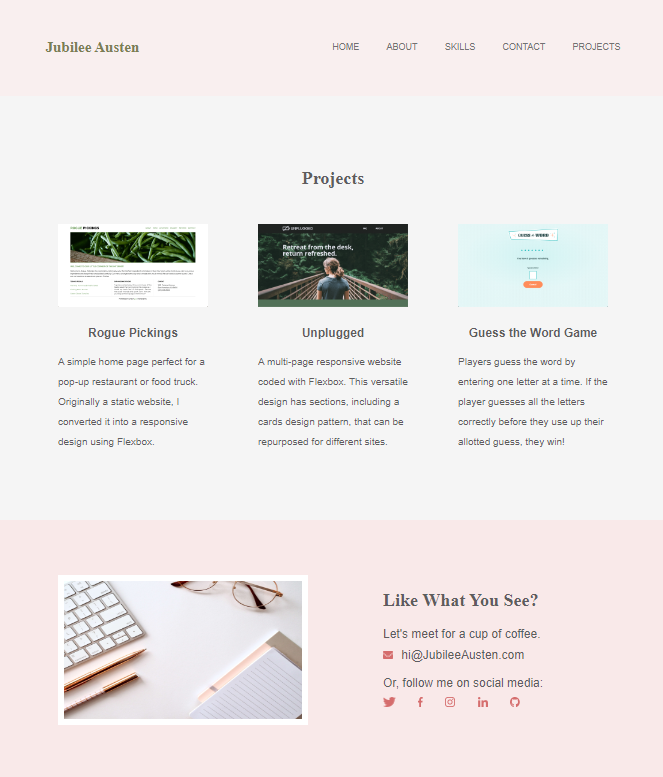 Jubilee Austen
HOME ABOUT SKILLS CONTACT PROJECTS
Projects
ROGUE PICKINGS
UNPLUGGED
Retreat from the desk,
return refreshed.
GUESS the WORD
Rogue Pickings
A simple home page perfect for a
pop-up restaurant or food truck.
Originally a static website, I
converted it into a responsive
design using Flexbox.
Unplugged
A multi-page responsive website
coded with Flexbox. This versatile
design has sections, including a
cards design pattern, that can be
repurposed for different sites.
Guess the Word Game
Players guess the word by
entering one letter at a time. If the
player guesses all the letters
correctly before they use up their
allotted guess, they win!
Like What You See?
Let's meet for a cup of coffee.
hi@JubileeAusten.com
Or, follow me on social media: